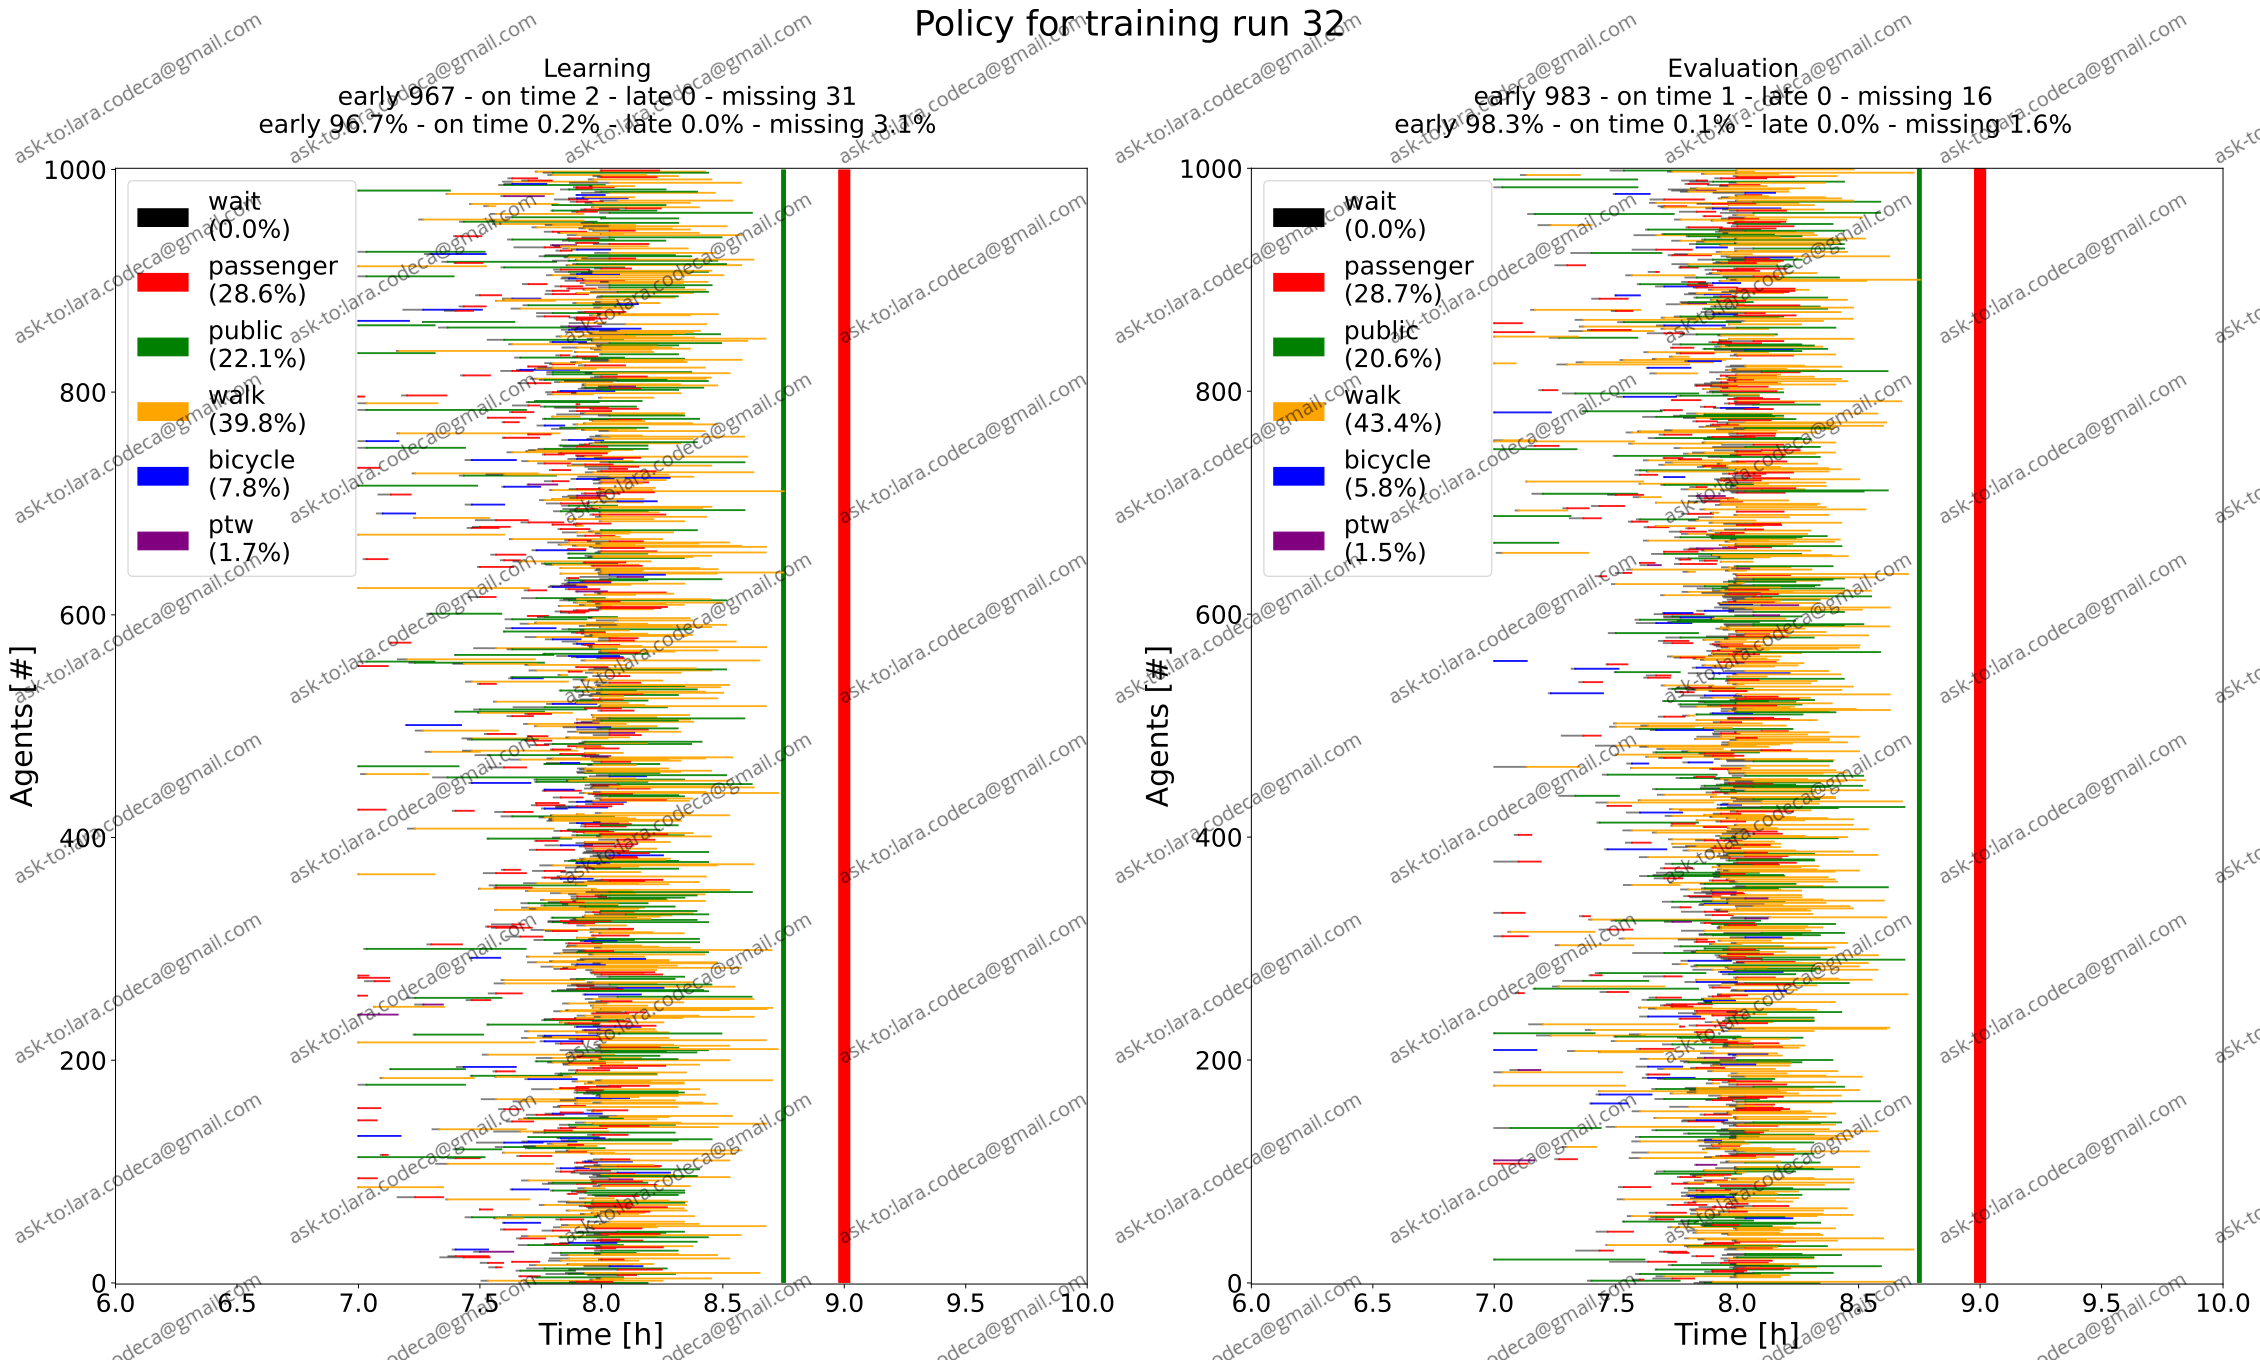 Policy for training run 32
Learning
early 967 - on time 2 - late 0 - missing 31
early 96.7% - on time 0.2% - late 0.0% - missing 3.1%
1000
800
600
400
200
0
Agents [#]
wait
(0.0%)
passenger
(28.6%)
public
(22.1%)
walk
(39.8%)
bicycle
(7.8%)
ptw
(1.7%)
6.0 6.5 7.0 7.5 8.0 8.5 9.0 9.5 10.0
Time [h]
Evaluation
early 983 - on time 1 - late 0 - missing 16
early 98.3% - on time 0.1% - late 0.0% - missing 1.6%
1000
800
600
400
200
0
Agents [#]
wait
(0.0%)
passenger
(28.7%)
public
(20.6%)
walk
(43.4%)
bicycle
(5.8%)
ptw
(1.5%)
6.0 6.5 7.0 7.5 8.0 8.5 9.0 9.5 10.0
Time [h]
ask-to:lara.codeca@gmail.com